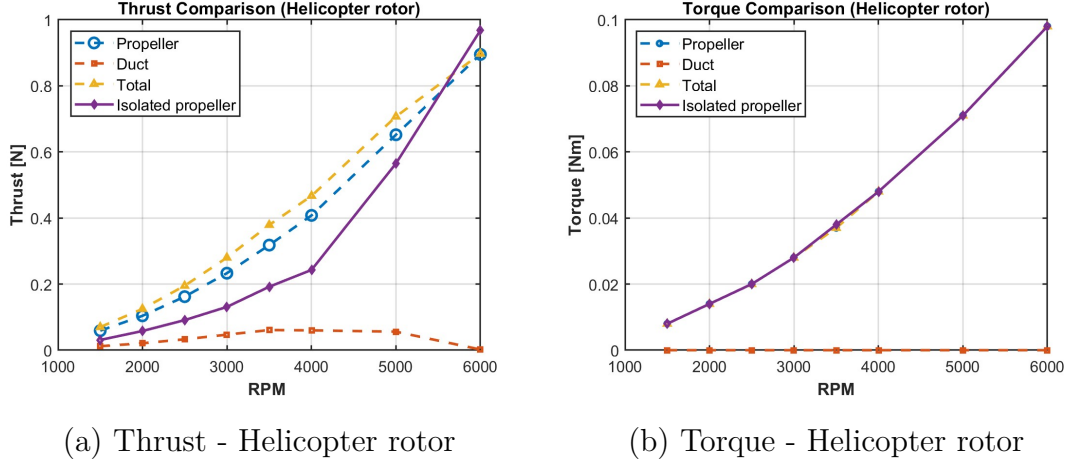 Thrust Comparison (Helicopter rotor)
Propeller
Duct
Total
Isolated propeller
Thrust [N]
1
0.8
0.6
0.4
0.2
0
1000 2000 3000 4000 5000 6000
RPM
(a) Thrust - Helicopter rotor
Torque Comparison (Helicopter rotor)
Propeller
Duct
Total
Isolated propeller
Torque [Nm]
0.1
0.08
0.06
0.04
0.02
0
1000 2000 3000 4000 5000 6000
RPM
(b) Torque - Helicopter rotor